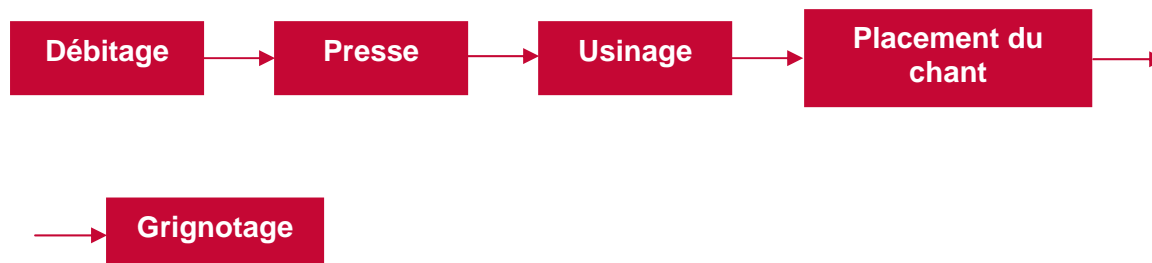 Débitage
Presse
Usinage
Placement du
chant
Grignotage